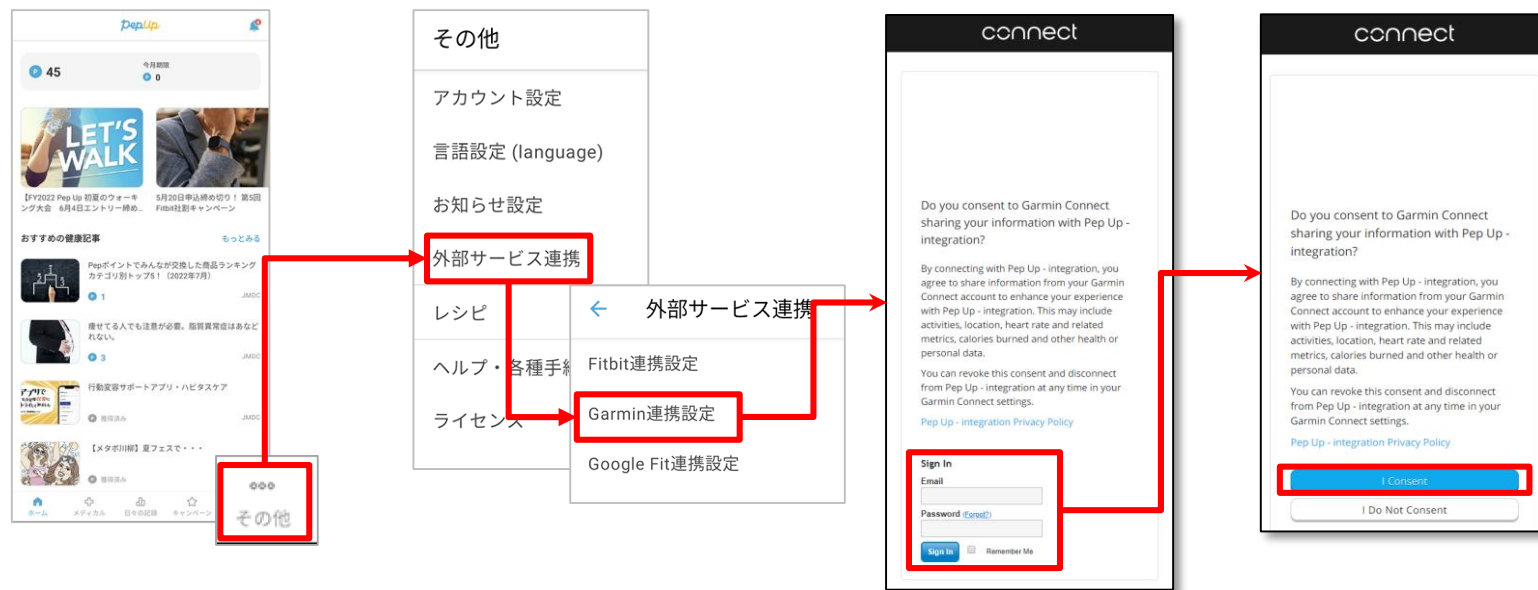 PepUp
P 45
今月期限
P 0
LET'S
WALK
【FY2022 Pep Up 初夏のウォーキ
ング大会 6月4日エントリー締め...
5月20日申込締め切り！ 第5回
Fitbit社割キャンペーン
おすすめの健康記事
もっとみる
Pepポイントでみんなが交換した商品ランキング
カテゴリ別トップ5！（2022年7月）
P 1
JMDC
痩せてる人でも注意が必要。脂質異常症はあなど
れない。
P 3
JMDC
行動変容サポートアプリ・ハビタスケア
獲得済み
JMDC
【メタボ川柳】夏フェスで・・・
獲得済み
ホーム
メディカル
日々の記録
キャンペーン
その他
その他
アカウント設定
言語設定 (language)
お知らせ設定
外部サービス連携
レシピ
ヘルプ・各種手続
ライセンス
← 外部サービス連携
Fitbit連携設定
Garmin連携設定
Google Fit連携設定
connect
Do you consent to Garmin Connect
sharing your information with Pep Up -
integration?
By connecting with Pep Up - integration, you
agree to share information from your Garmin
Connect account to enhance your experience
with Pep Up - integration. This may include
activities, location, heart rate and related
metrics, calories burned and other health or
personal data.
You can revoke this consent and disconnect
from Pep Up - integration at any time in your
Garmin Connect settings.
Pep Up - integration Privacy Policy
Sign In
Email
Password (Forgot?)
Sign In
Remember Me
connect
Do you consent to Garmin Connect
sharing your information with Pep Up -
integration?
By connecting with Pep Up - integration, you
agree to share information from your Garmin
Connect account to enhance your experience
with Pep Up - integration. This may include
activities, location, heart rate and related
metrics, calories burned and other health or
personal data.
You can revoke this consent and disconnect
from Pep Up - integration at any time in your
Garmin Connect settings.
Pep Up - integration Privacy Policy
I Consent
I Do Not Consent